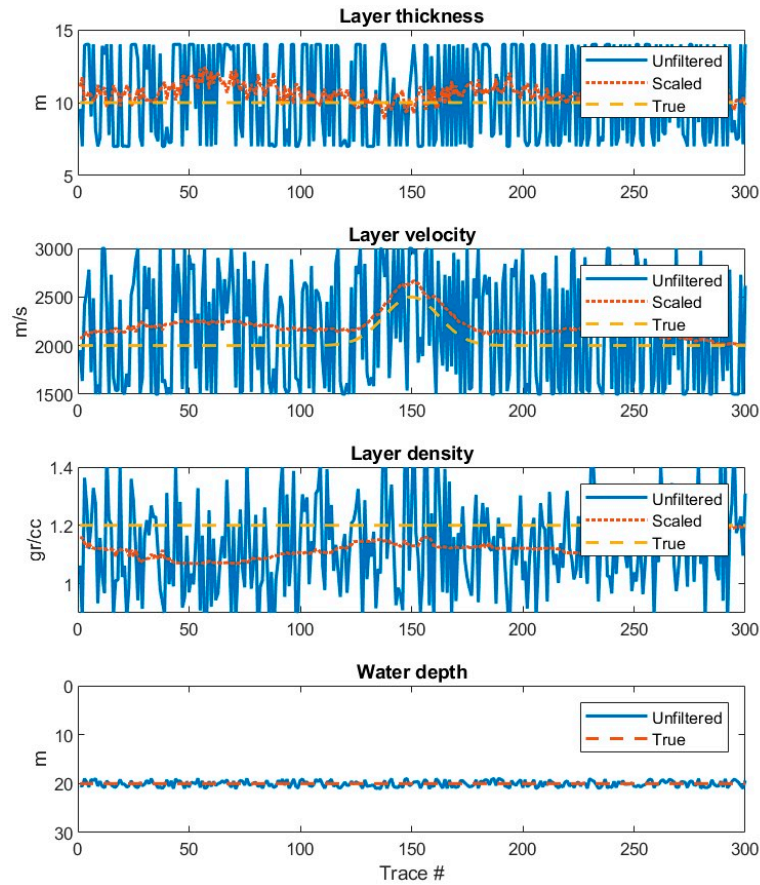 Layer thickness
15
10
5
m
Unfiltered
Scaled
True
0 50 100 150 200 250 300
Layer velocity
3000
2500
2000
1500
m/s
Unfiltered
Scaled
True
0 50 100 150 200 250 300
Layer density
1.4
1.2
1
gr/cc
Unfiltered
Scaled
True
0 50 100 150 200 250 300
Water depth
0
10
20
30
m
Unfiltered
True
0 50 100 150 200 250 300
Trace #